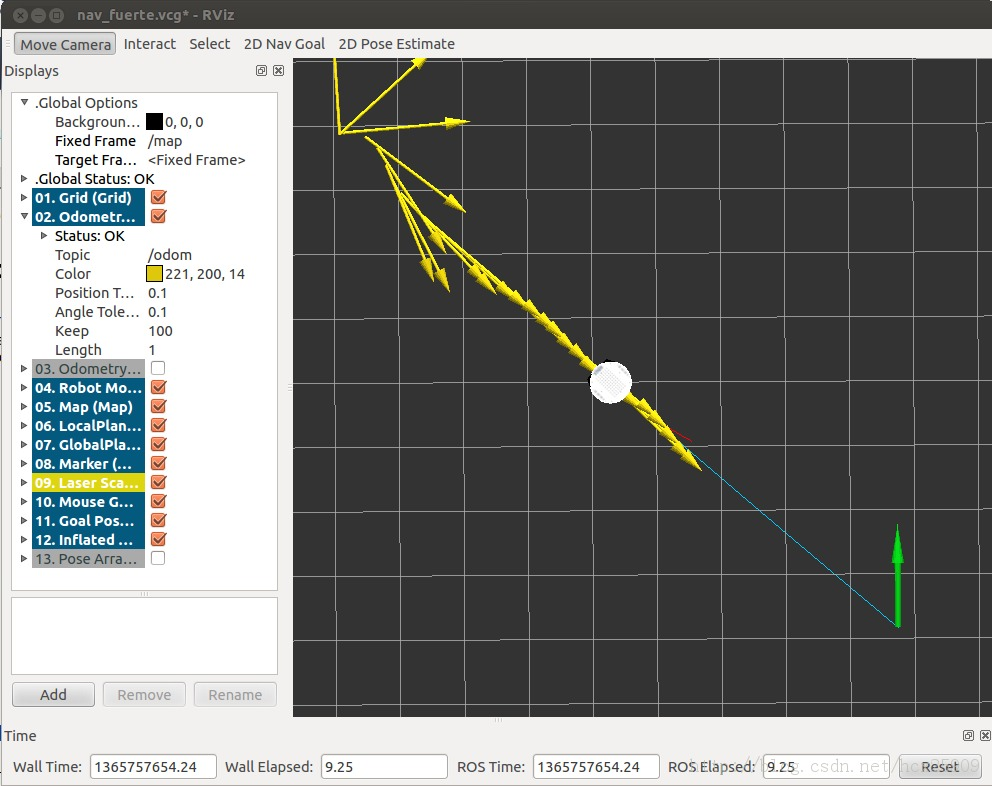 nav_fuerte.vcg* - RViz
Move Camera Interact Select 2D Nav Goal 2D Pose Estimate
Displays
.Global Options
Backgroun... 0, 0, 0
Fixed Frame /map
Target Fra... <Fixed Frame>
.Global Status: OK
01. Grid (Grid)
02. Odometr...
Status: OK
Topic /odom
Color 221, 200, 14
Position T... 0.1
Angle Tole... 0.1
Keep 100
Length 1
03. Odometry...
04. Robot Mo...
05. Map (Map)
06. LocalPlan...
07. GlobalPla...
08. Marker (...
09. Laser Sca...
10. Mouse G...
11. Goal Pos...
12. Inflated ...
13. Pose Arra...
Add Remove Rename
Time
Wall Time: 1365757654.24 Wall Elapsed: 9.25 ROS Time: 1365757654.24 ROS Elapsed: 9.25 Reset